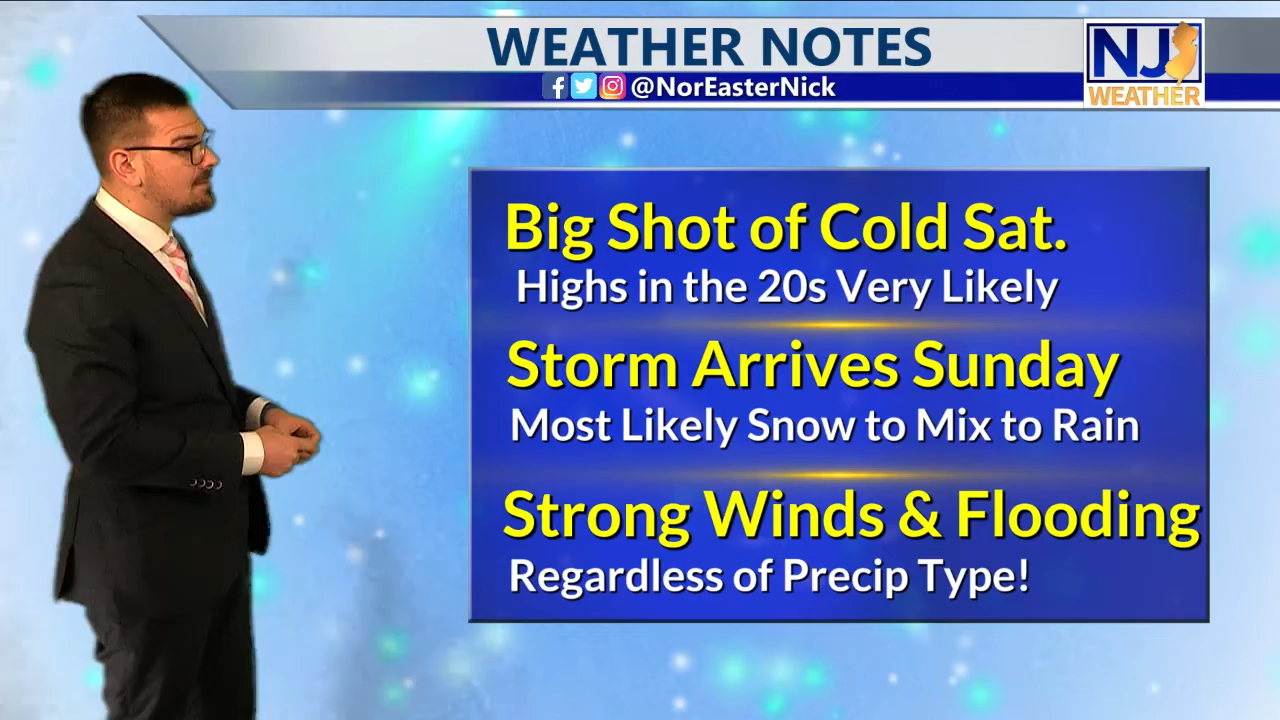 WEATHER NOTES
@NorEasterNick
NJ
WEATHER
Big Shot of Cold Sat.
Highs in the 20s Very Likely
Storm Arrives Sunday
Most Likely Snow to Mix to Rain
Strong Winds & Flooding
Regardless of Precip Type!